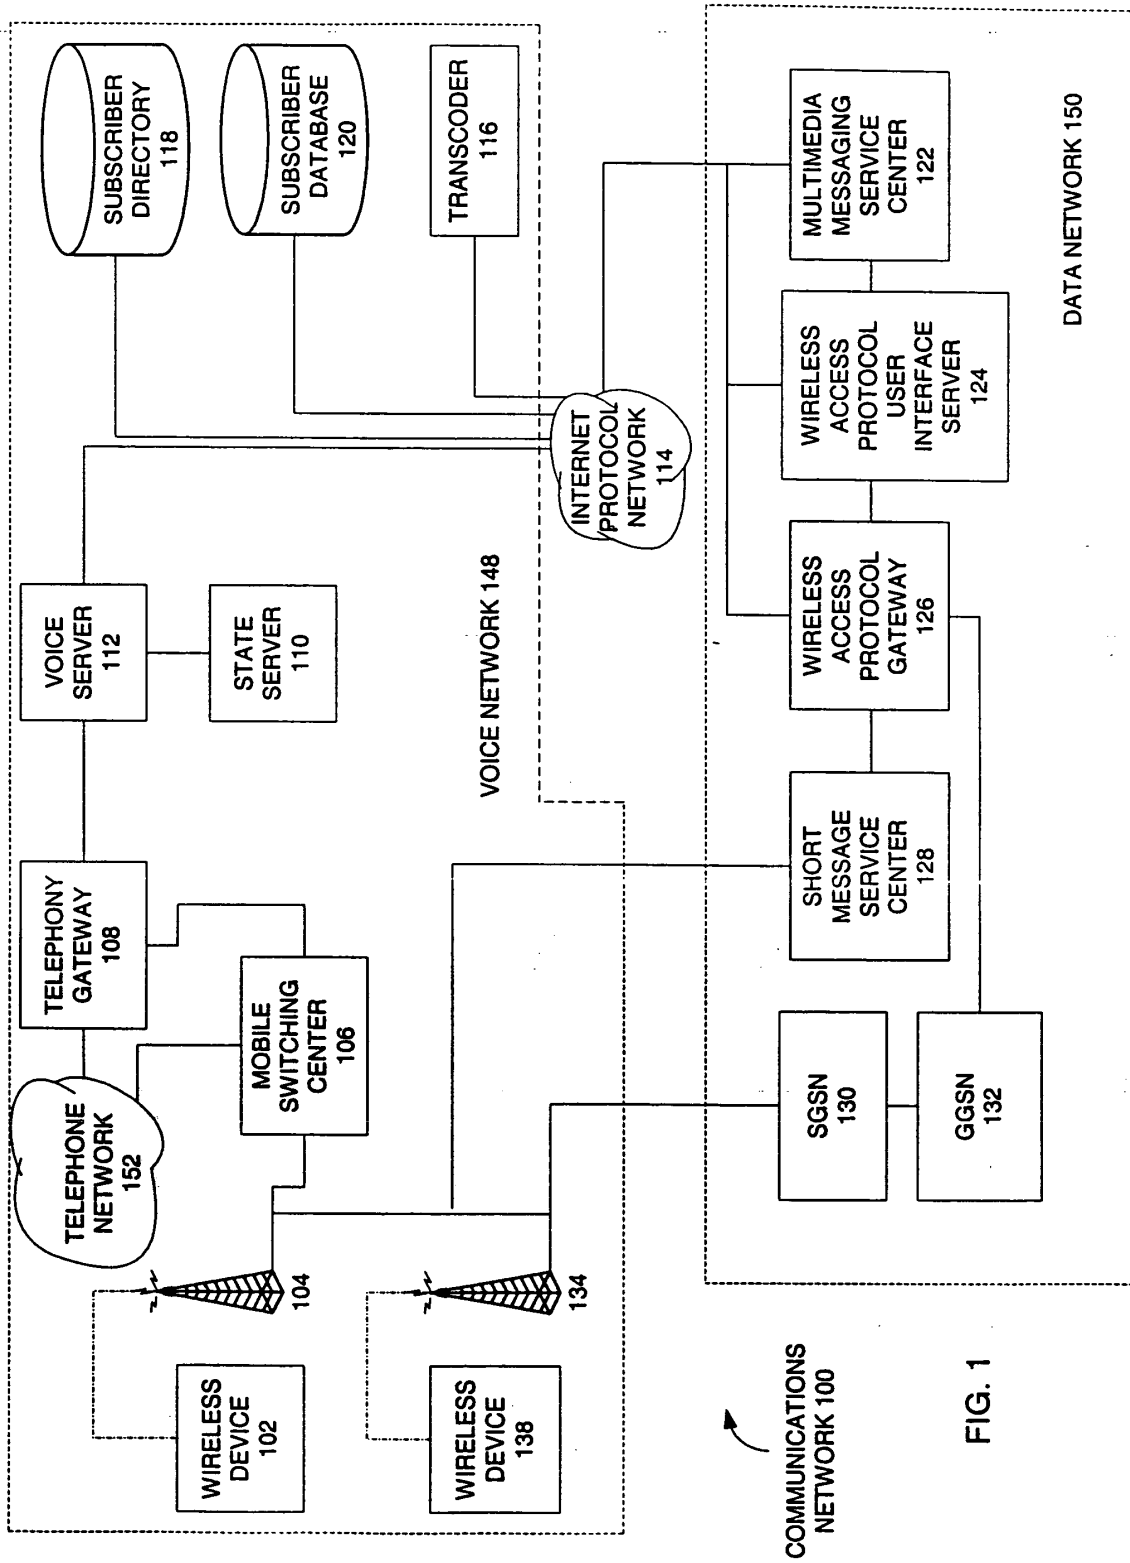 TELEPHONE
NETWORK
152
TELEPHONY
GATEWAY
108
VOICE
SERVER
112
SUBSCRIBER
DIRECTORY
118
WIRELESS
DEVICE
102
104
MOBILE
SWITCHING
CENTER
106
STATE
SERVER
110
SUBSCRIBER
DATABASE
120
WIRELESS
DEVICE
138
134
VOICE NETWORK 148
TRANSCODER
116
INTERNET
PROTOCOL
NETWORK
114
COMMUNICATIONS
NETWORK 100
SGSN
130
GGSN
132
SHORT
MESSAGE
SERVICE
CENTER
128
WIRELESS
ACCESS
PROTOCOL
GATEWAY
126
WIRELESS
ACCESS
PROTOCOL
USER
INTERFACE
SERVER
124
MULTIMEDIA
MESSAGING
SERVICE
CENTER
122
DATA NETWORK 150
FIG. 1